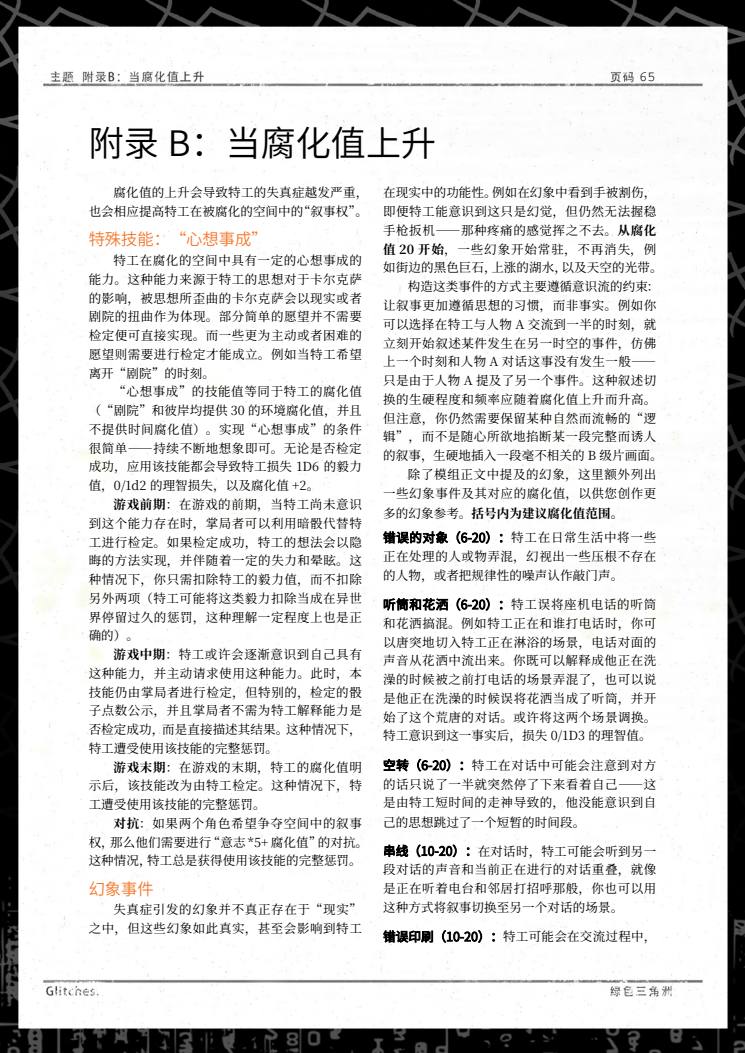 主题 附录B：当腐化值上升
页码 65
附录 B：当腐化值上升
腐化值的上升会导致特工的失真症越发严重，
也会相应提高特工在被腐化的空间中的“叙事权”。
特殊技能：“心想事成”
特工在腐化的空间中具有一定的心想事成的
能力。这种能力来源于特工的思想对于卡尔克萨
的影响，被思想所歪曲的卡尔克萨会以现实或者
剧院的扭曲作为体现。部分简单的愿望并不需要
检定便可直接实现。而一些更为主动或者困难的
愿望则需要进行检定才能成立。例如当特工希望
离开“剧院”的时刻。
“心想事成”的技能值等同于特工的腐化值
（“剧院”和彼岸均提供 30 的环境腐化值，并且
不提供时间腐化值）。实现“心想事成”的条件
很简单——持续不断地想象即可。无论是否检定
成功，应用该技能都会导致特工损失 1D6 的毅力
值，0/1d2 的理智损失，以及腐化值 +2。
游戏前期：在游戏的前期，当特工尚未意识
到这个能力存在时，掌局者可以利用暗骰代替特
工进行检定。如果检定成功，特工的想法会以隐
晦的方法实现，并伴随着一定的失力和晕眩。这
种情况下，你只需扣除特工的毅力值，而不扣除
另外两项（特工可能将这类毅力扣除当成在异世
界停留过久的惩罚，这种理解一定程度上也是正
确的）。
游戏中期：特工或许会逐渐意识到自己具有
这种能力，并主动请求使用这种能力。此时，本
技能仍由掌局者进行检定，但特别的，检定的骰
子点数公示，并且掌局者不需为特工解释能力是
否检定成功，而是直接描述其结果。这种情况下，
特工遭受使用该技能的完整惩罚。
游戏末期：在游戏的末期，特工的腐化值明
示后，该技能改为由特工检定。这种情况下，特
工遭受使用该技能的完整惩罚。
对抗：如果两个角色希望争夺空间中的叙事
权，那么他们需要进行“意志*5+ 腐化值”的对抗。
这种情况，特工总是获得使用该技能的完整惩罚。
幻象事件
失真症引发的幻象并不真正存在于“现实”
之中，但这些幻象如此真实，甚至会影响到特工
在现实中的功能性。例如在幻象中看到手被割伤，
即便特工能意识到这只是幻觉，但仍然无法握稳
手枪扳机——那种疼痛的感觉挥之不去。从腐化
值 20 开始，一些幻象开始常驻，不再消失，例
如街边的黑色巨石，上涨的湖水，以及天空的光带。
构造这类事件的方式主要遵循意识流的约束：
让叙事更加遵循思想的习惯，而非事实。例如你
可以选择在特工与人物 A 交流到一半的时刻，就
立刻开始叙述某件发生在另一时空的事件，仿佛
上一个时刻和人物 A 对话这事没有发生一般——
只是由于人物 A 提及了另一个事件。这种叙述切
换的生硬程度和频率应随着腐化值上升而升高。
但注意，你仍然需要保留某种自然而流畅的“逻
辑”，而不是随心所欲地掐断某一段完整而诱人
的叙事，生硬地插入一段毫不相关的 B 级片画面。
除了模组正文中提及的幻象，这里额外列出
一些幻象事件及其对应的腐化值，以供您创作更
多的幻象参考。括号内为建议腐化值范围。
错误的对象（6-20）：特工在日常生活中将一些
正在处理的人或物弄混，幻视出一些压根不存在
的人物，或者把规律性的噪声认作敲门声。
听筒和花洒（6-20）：特工误将座机电话的听筒
和花洒搞混。例如特工正在和谁打电话时，你可
以唐突地切入特工正在淋浴的场景，电话对面的
声音从花洒中流出来。你既可以解释成他正在洗
澡的时候被之前打电话的场景弄混了，也可以说
是他正在洗澡的时候误将花洒当成了听筒，并开
始了这个荒唐的对话。或许将这两个场景调换。
特工意识到这一事实后，损失 0/1D3 的理智值。
空转（6-20）：特工在对话中可能会注意到对方
的话只说了一半就突然停了下来看着自己——这
是由特工短时间的走神导致的，他没能意识到自
己的思想跳过了一个短暂的时间段。
串线（10-20）：在对话时，特工可能会听到另一
段对话的声音和当前正在进行的对话重叠，就像
是正在听着电台和邻居打招呼那般，你也可以用
这种方式将叙事切换至另一个对话的场景。
错误印刷（10-20）：特工可能会在交流过程中，
Glitches.
绿色三角洲